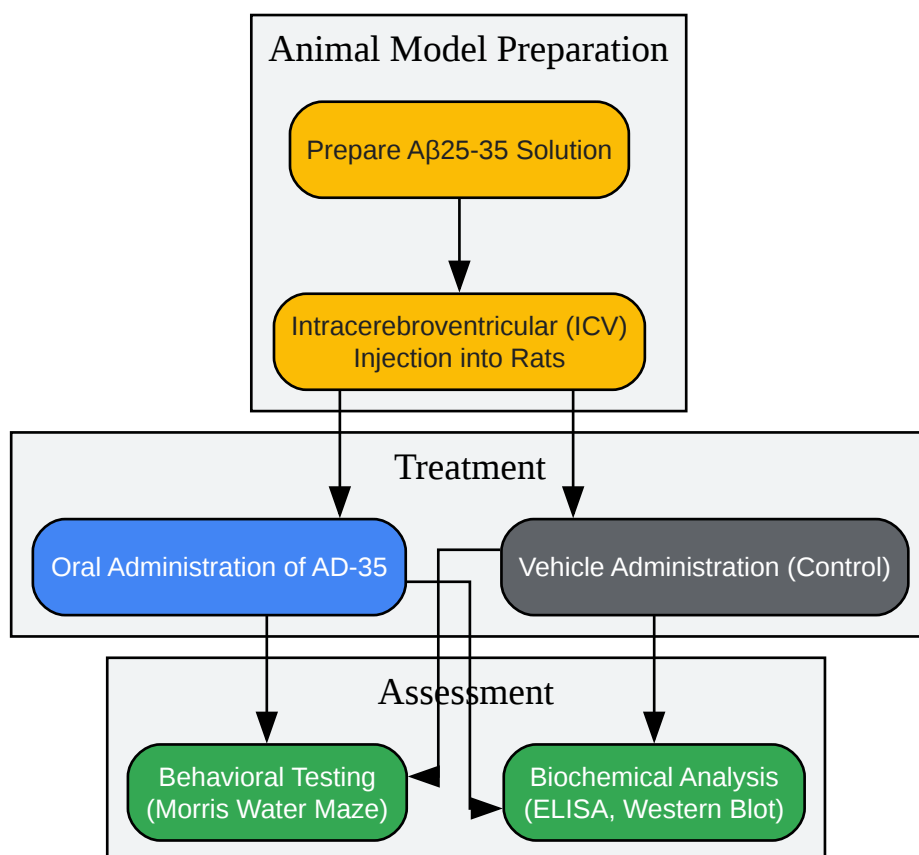 Animal Model Preparation
Prepare Aβ25-35 Solution
Intracerebroventricular (ICV)
Injection into Rats
Treatment
Oral Administration of AD-35
Vehicle Administration (Control)
Assessment
Behavioral Testing
(Morris Water Maze)
Biochemical Analysis
(ELISA, Western Blot)